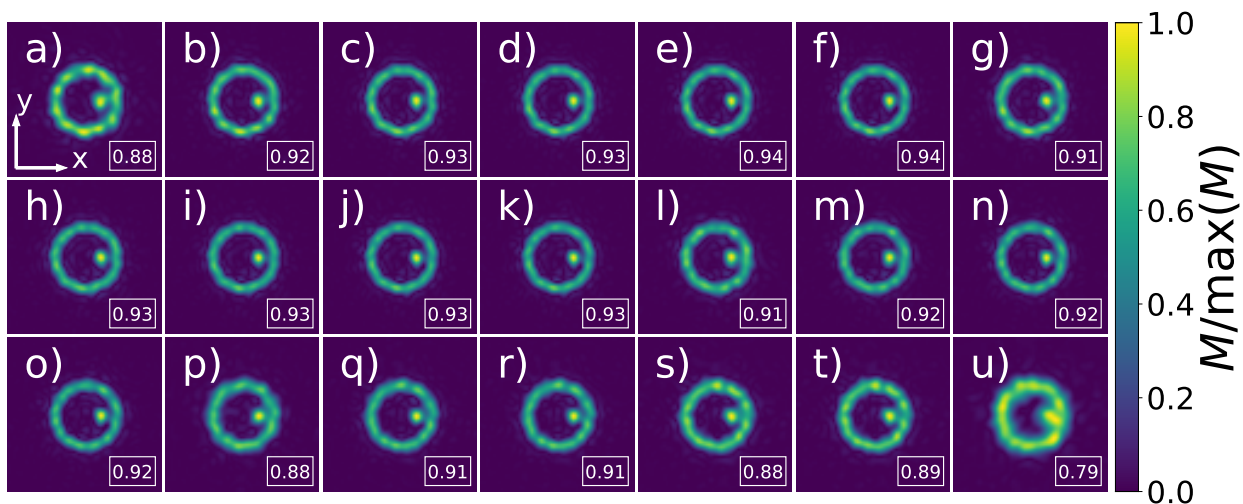 a) b) c) d) e) f) g)
y
x
0.88 0.92 0.93 0.93 0.94 0.94 0.91
h) i) j) k) l) m) n)
0.93 0.93 0.93 0.93 0.91 0.92 0.92
o) p) q) r) s) t) u)
0.92 0.88 0.91 0.91 0.88 0.89 0.79
1.0
0.8
0.6
0.4
0.2
0.0
M/max(M)